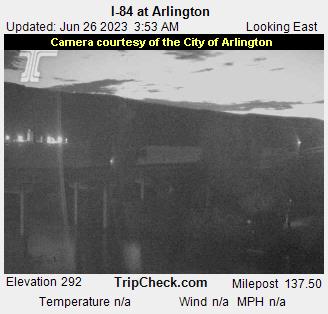 I-84 at Arlington
Updated: Jun 26 2023 3:53 AM Looking East
Camera courtesy of the City of Arlington
Elevation 292 TripCheck.com Milepost 137.50
Temperature n/a Wind n/a MPH n/a